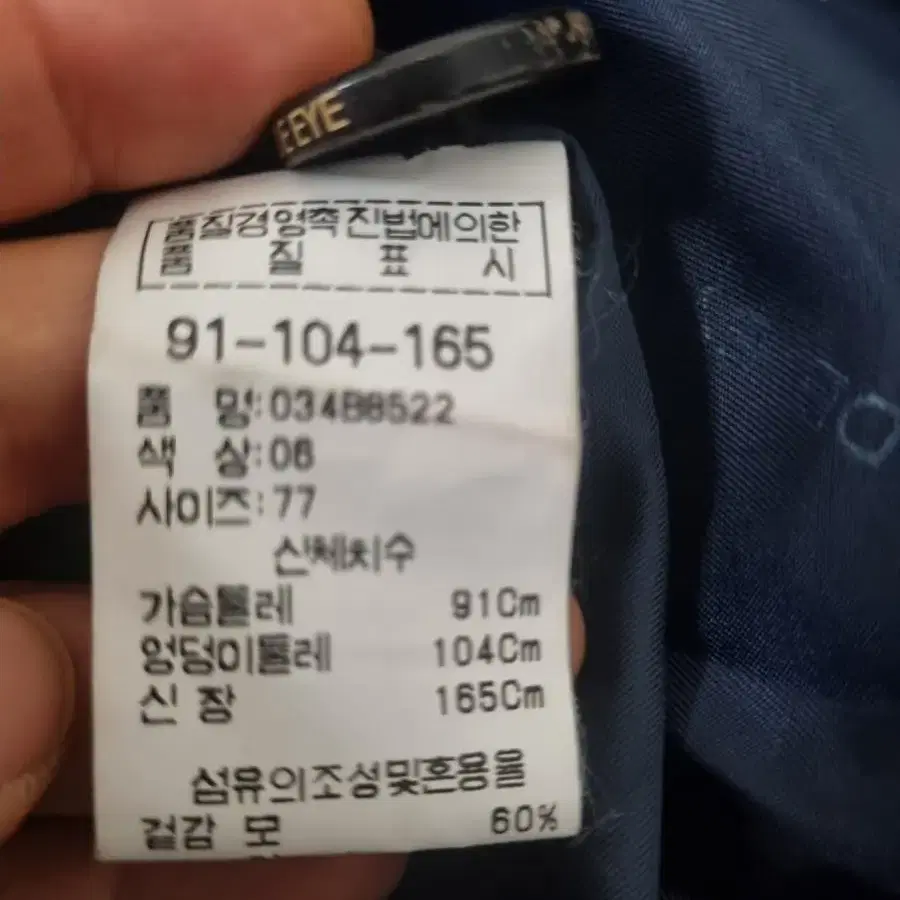 EEYE
품질경영촉진법에의한
품 질 표 시
91-104-165
품 명:034B8522
색 상:06
사이즈:77
신체치수
가슴둘레 91Cm
엉덩이둘레 104Cm
신 장 165Cm
섬유의조성및혼용율
겉감 모 60%